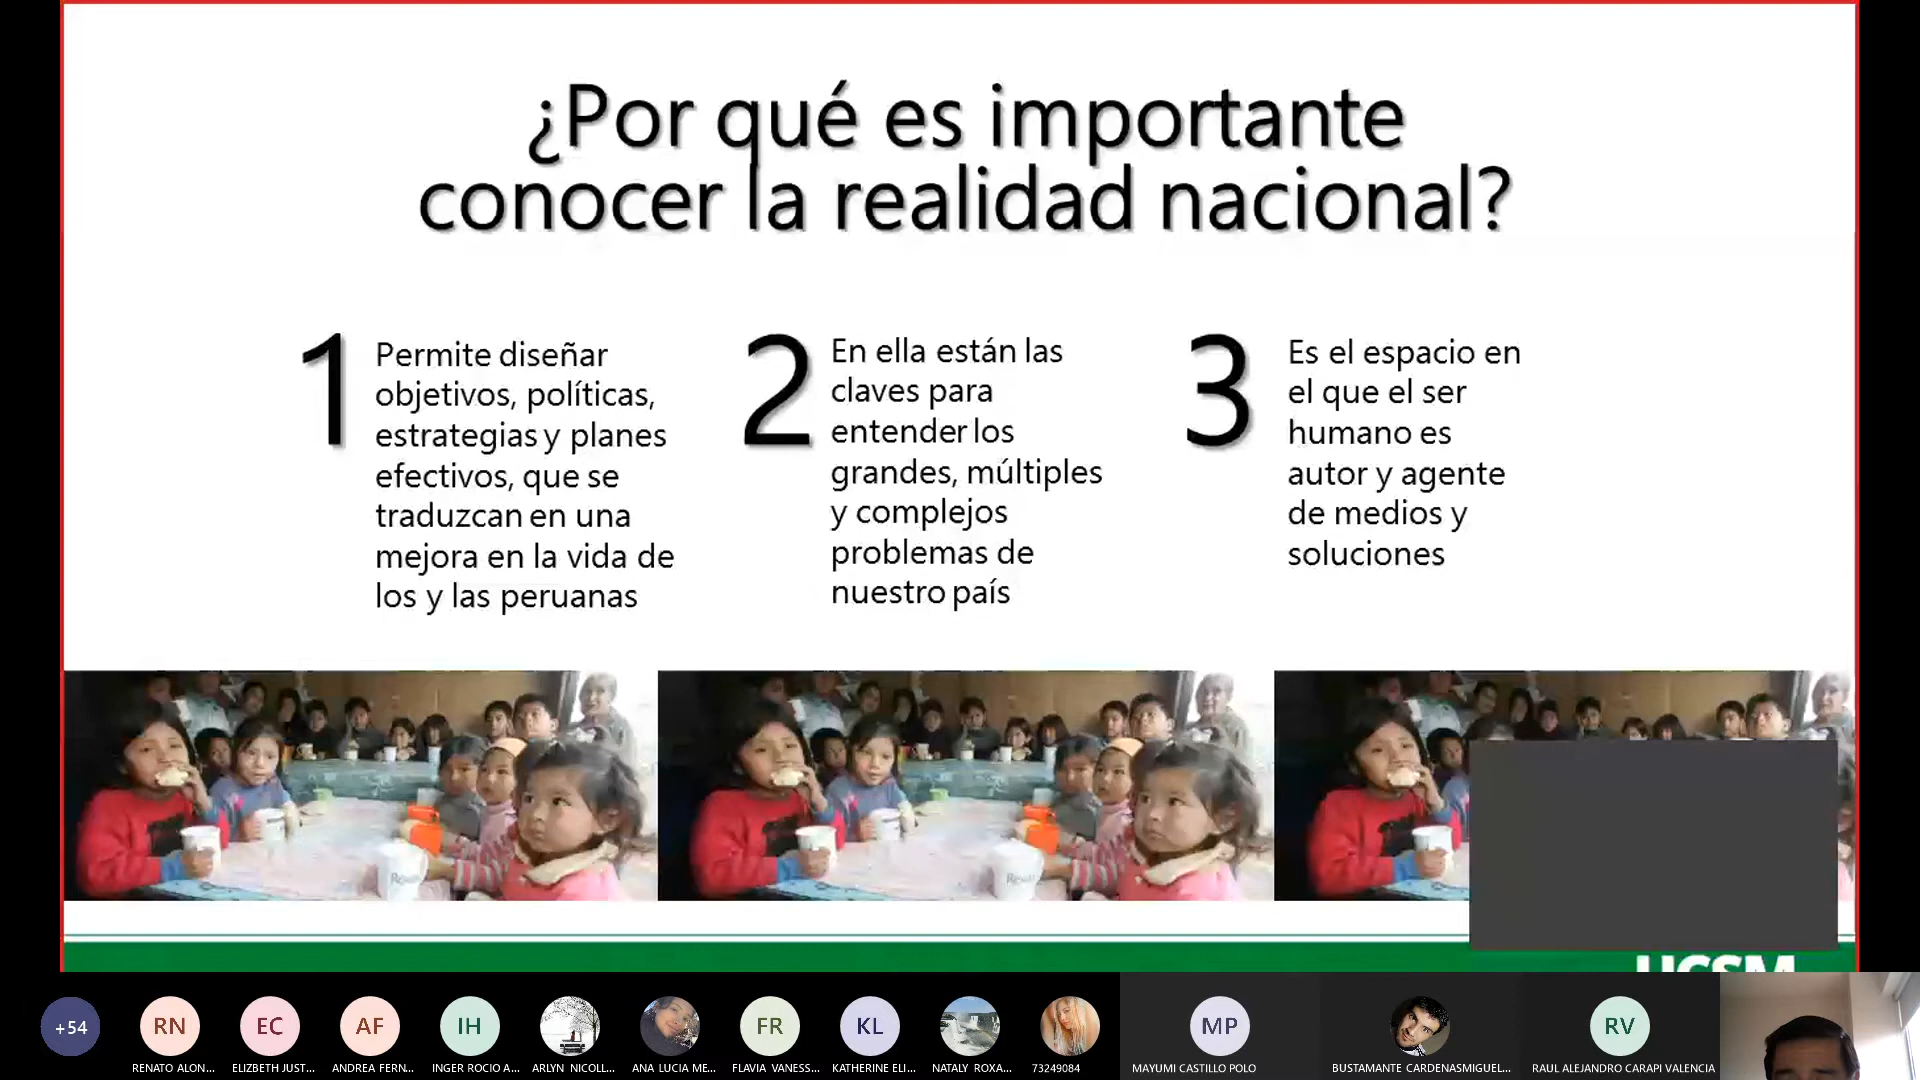 ¿Por qué es importante
conocer la realidad nacional?
1
Permite diseñar
objetivos, políticas,
estrategias y planes
efectivos, que se
traduzcan en una
mejora en la vida de
los y las peruanas
2
En ella están las
claves para
entender los
grandes, múltiples
y complejos
problemas de
nuestro país
3
Es el espacio en
el que el ser
humano es
autor y agente
de medios y
soluciones
UCSM
+54
RN
EC
AF
IH
FR
KL
MP
RV
RENATO ALON...
ELIZBETH JUST...
ANDREA FERN...
INGER ROCIO A...
ARLYN NICOLL...
ANA LUCIA ME...
FLAVIA VANESS...
KATHERINE ELI...
NATALY ROXA...
73249084
MAYUMI CASTILLO POLO
BUSTAMANTE CARDENASMIGUEL...
RAUL ALEJANDRO CARAPI VALENCIA